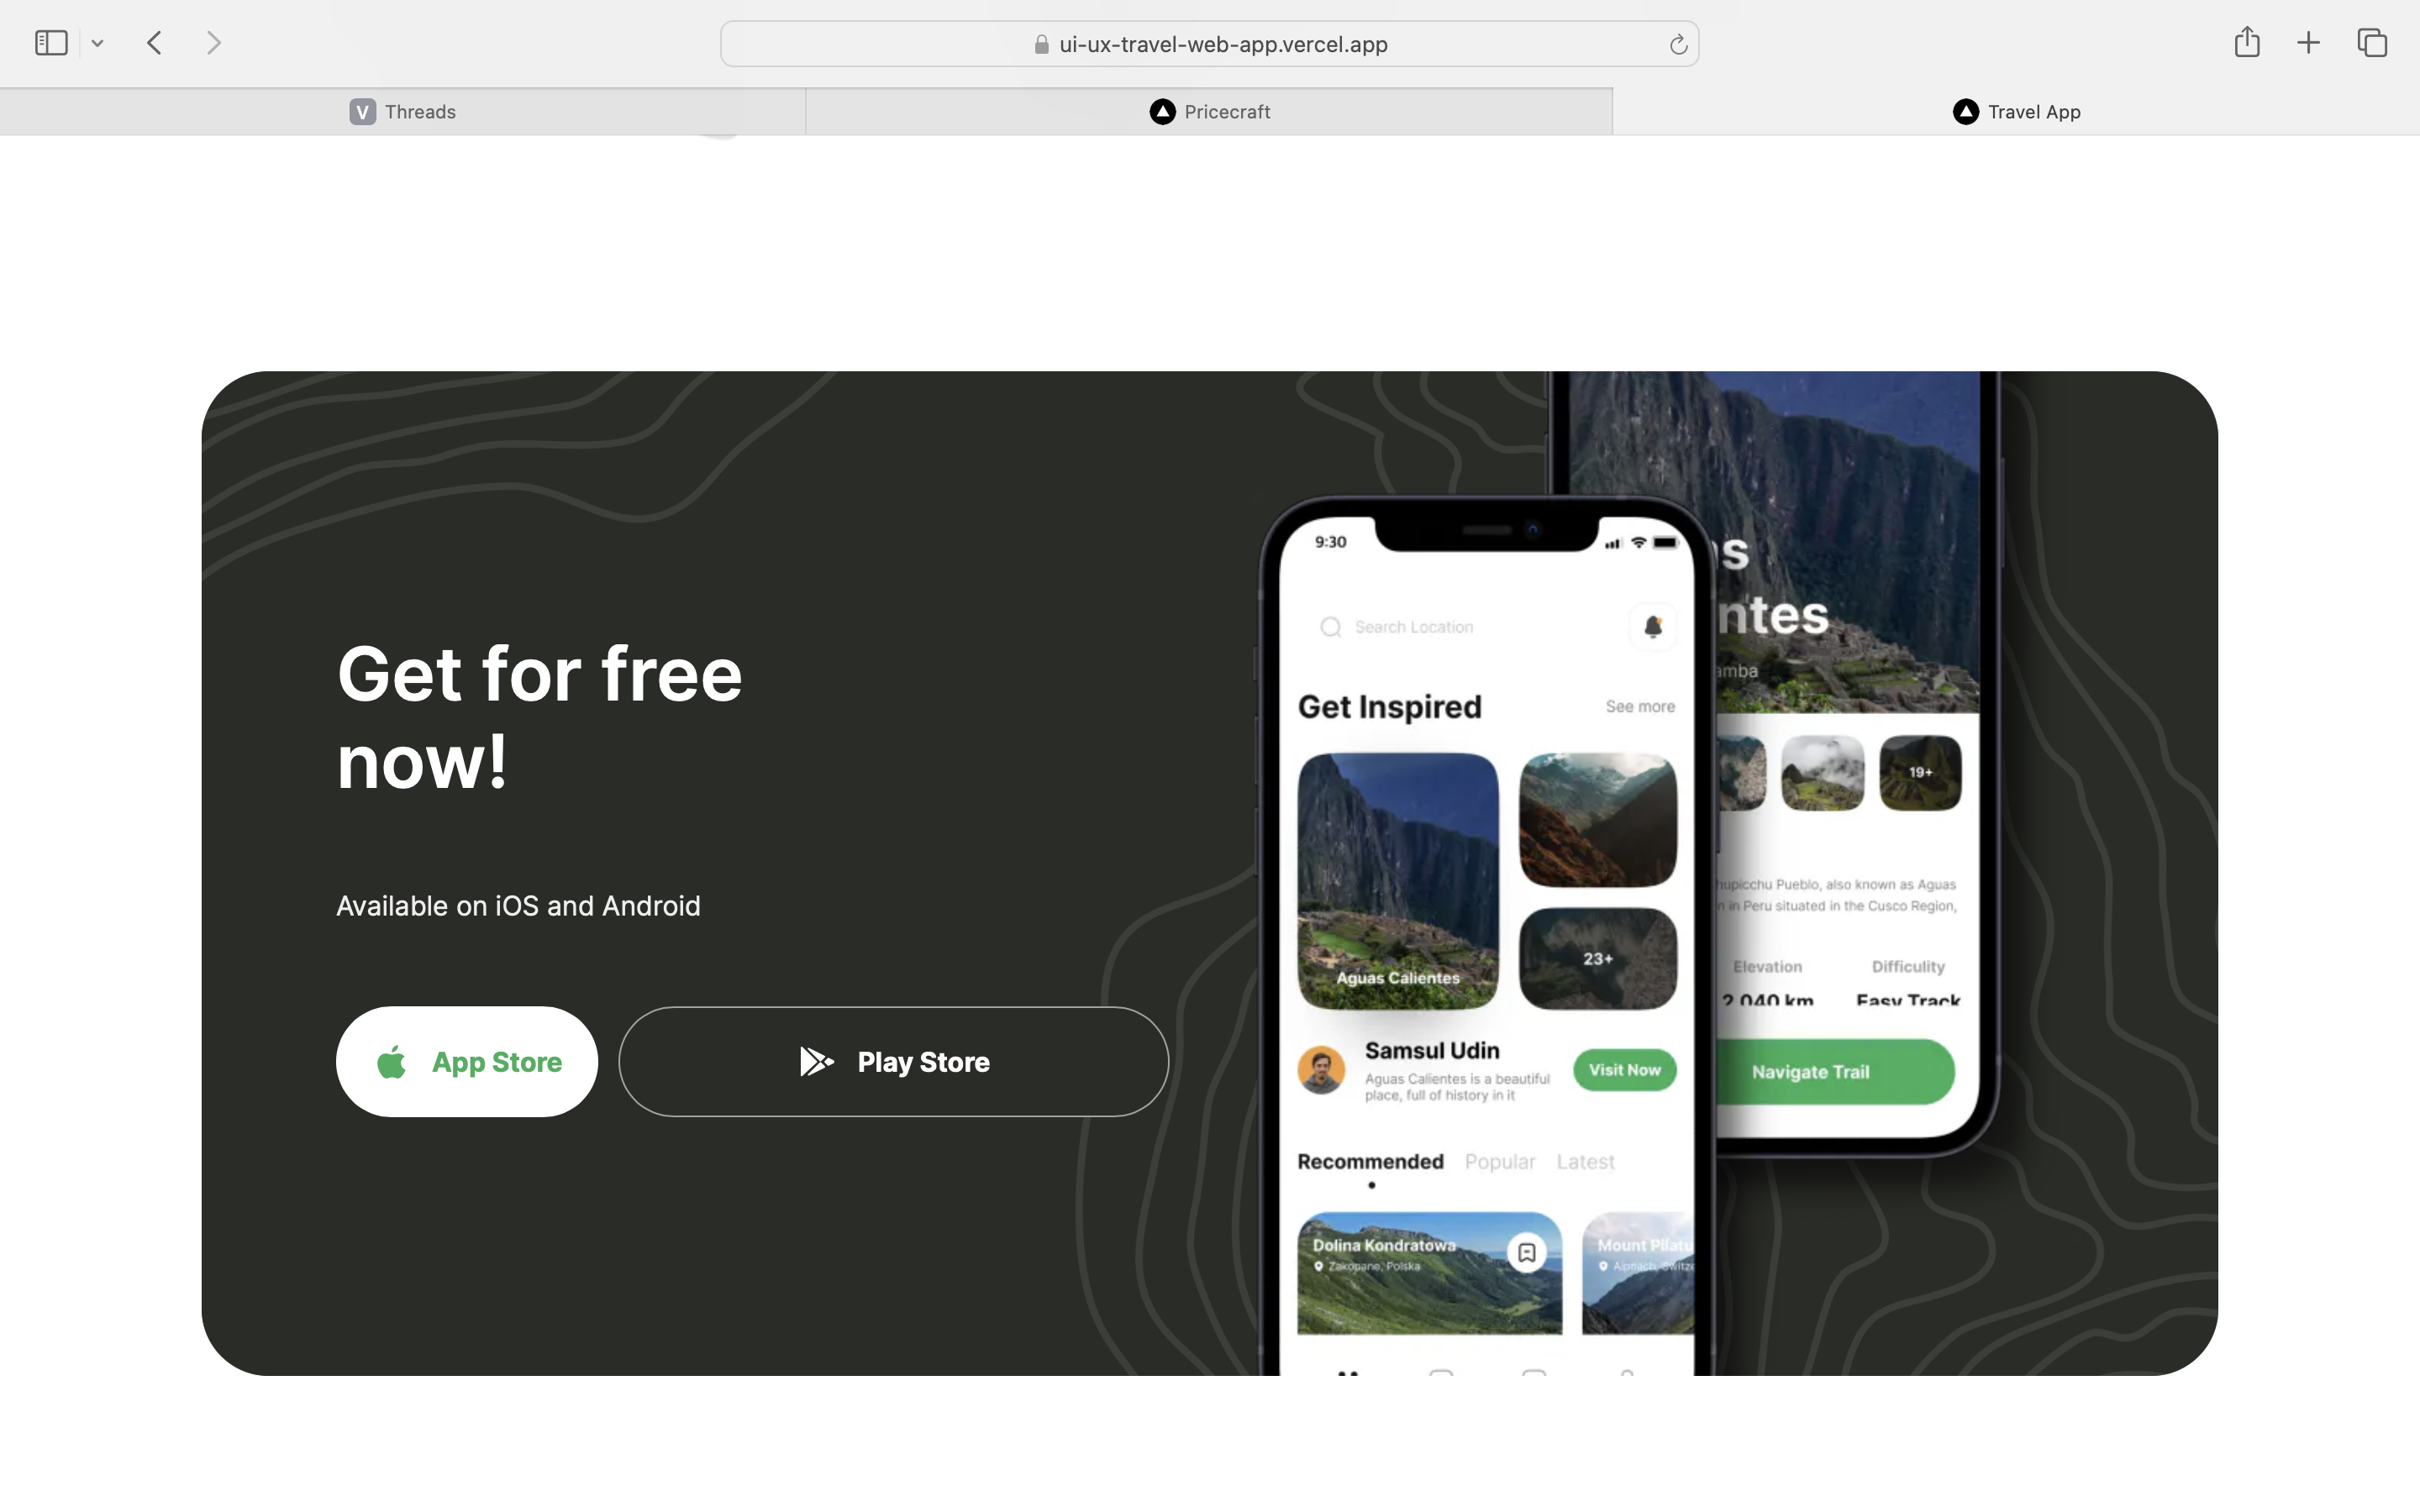 ui-ux-travel-web-app.vercel.app
V Threads
Pricecraft
Travel App
Get for free
now!
Available on iOS and Android
App Store
Play Store
9:30
Search Location
Get Inspired
See more
Aguas Calientes
23+
Samsul Udin
Aguas Calientes is a beautiful
place, full of history in it
Visit Now
Recommended
Popular
Latest
Dolina Kondratowa
Zakopane, Polska
Mount Pilatu
Alpnach, Switze
s
ntes
amba
19+
hupicchu Pueblo, also known as Aguas
n in Peru situated in the Cusco Region,
Elevation
Difficulity
2,040 km
Easy Track
Navigate Trail